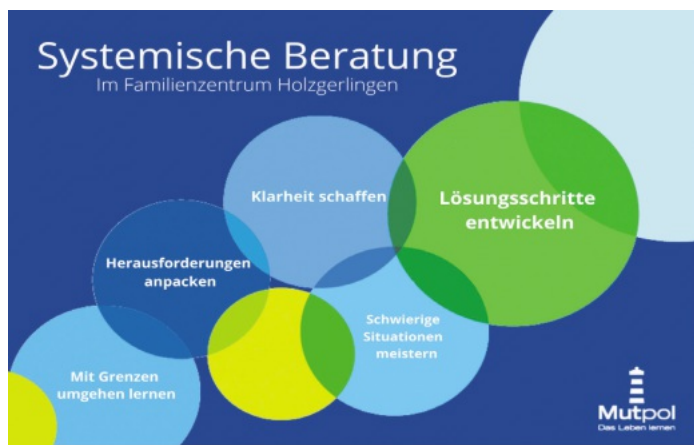 Systemische Beratung
Im Familienzentrum Holzgerlingen
Klarheit schaffen
Lösungsschritte
entwickeln
Herausforderungen
anpacken
Schwierige
Situationen
meistern
Mit Grenzen
umgehen lernen
Mutpol
Das Leben lernen